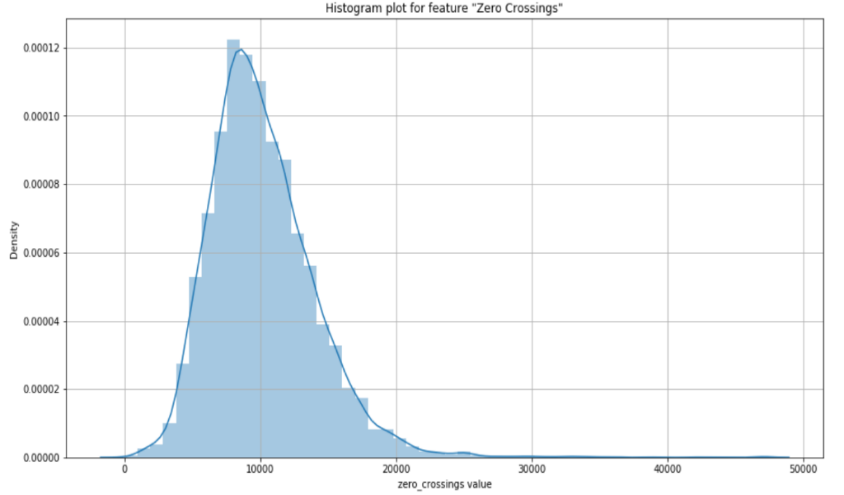 Histogram plot for feature "Zero Crossings"
0.00012
0.00010
0.00008
0.00006
0.00004
0.00002
0.00000
Density
0 10000 20000 30000 40000 50000
zero_crossings value